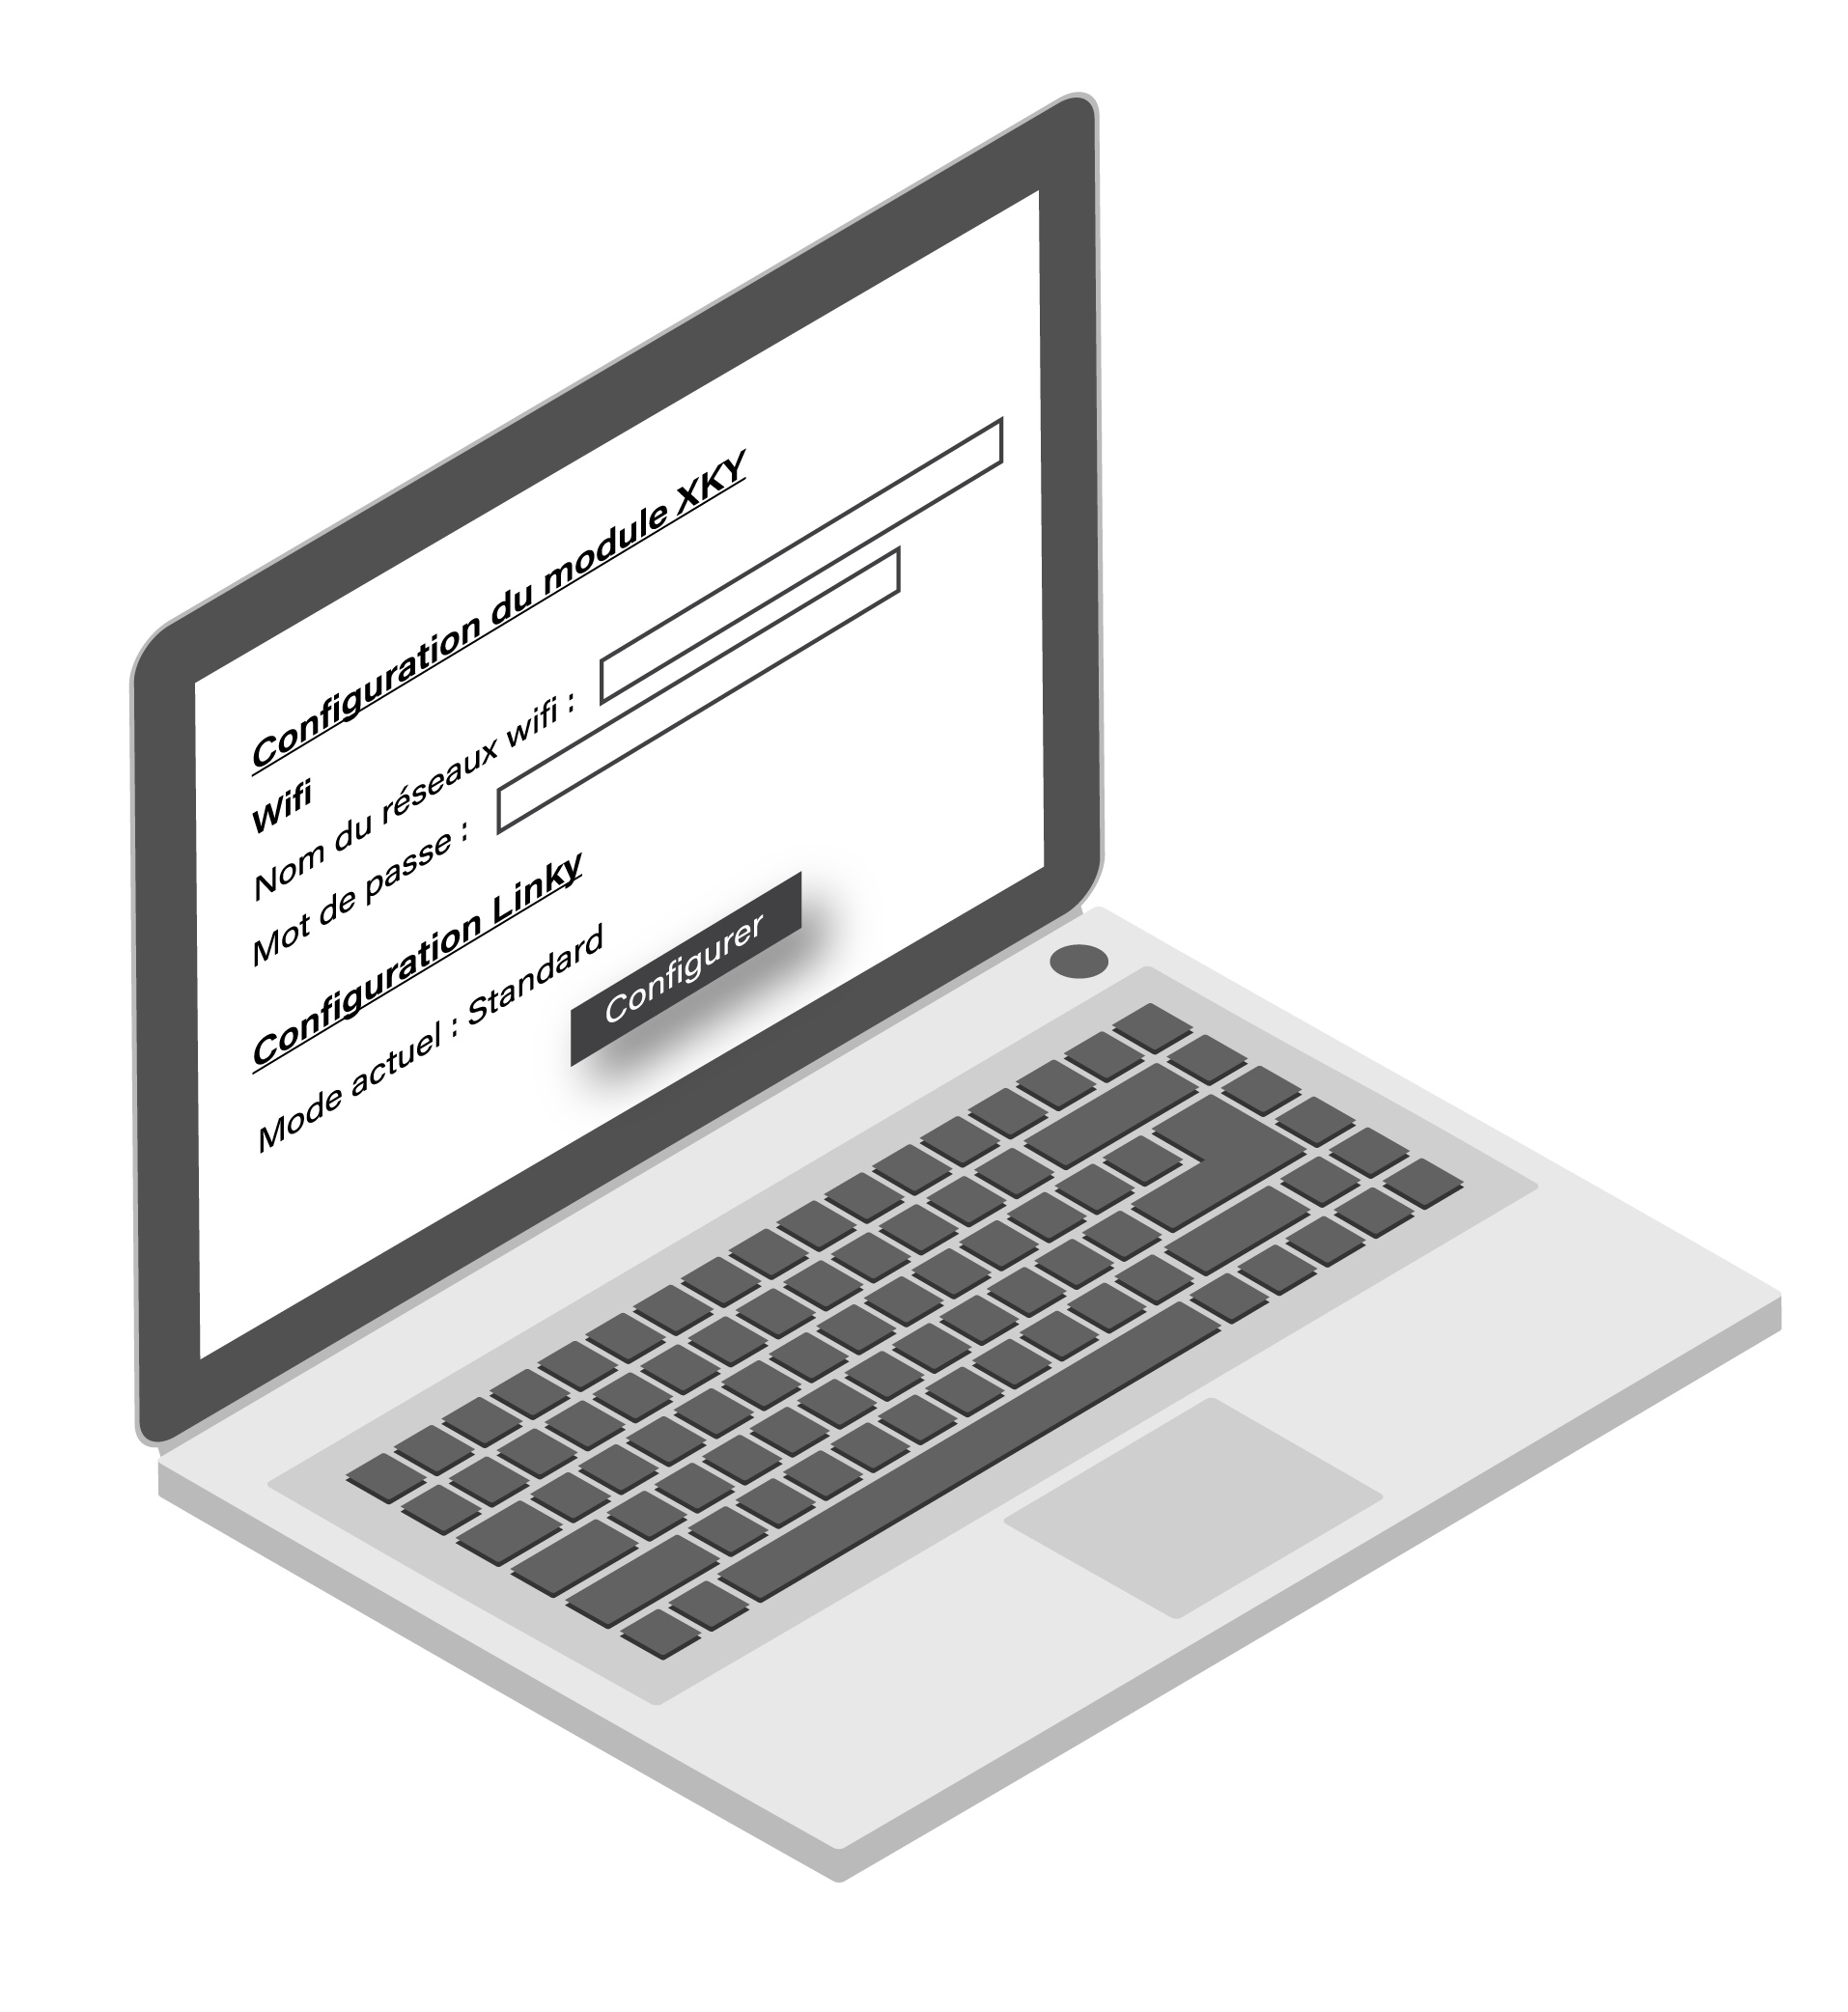 Configuration du module XKY
Wifi
Nom du réseaux wifi :
Mot de passe :
Configuration Linky
Mode actuel : Standard
Configurer